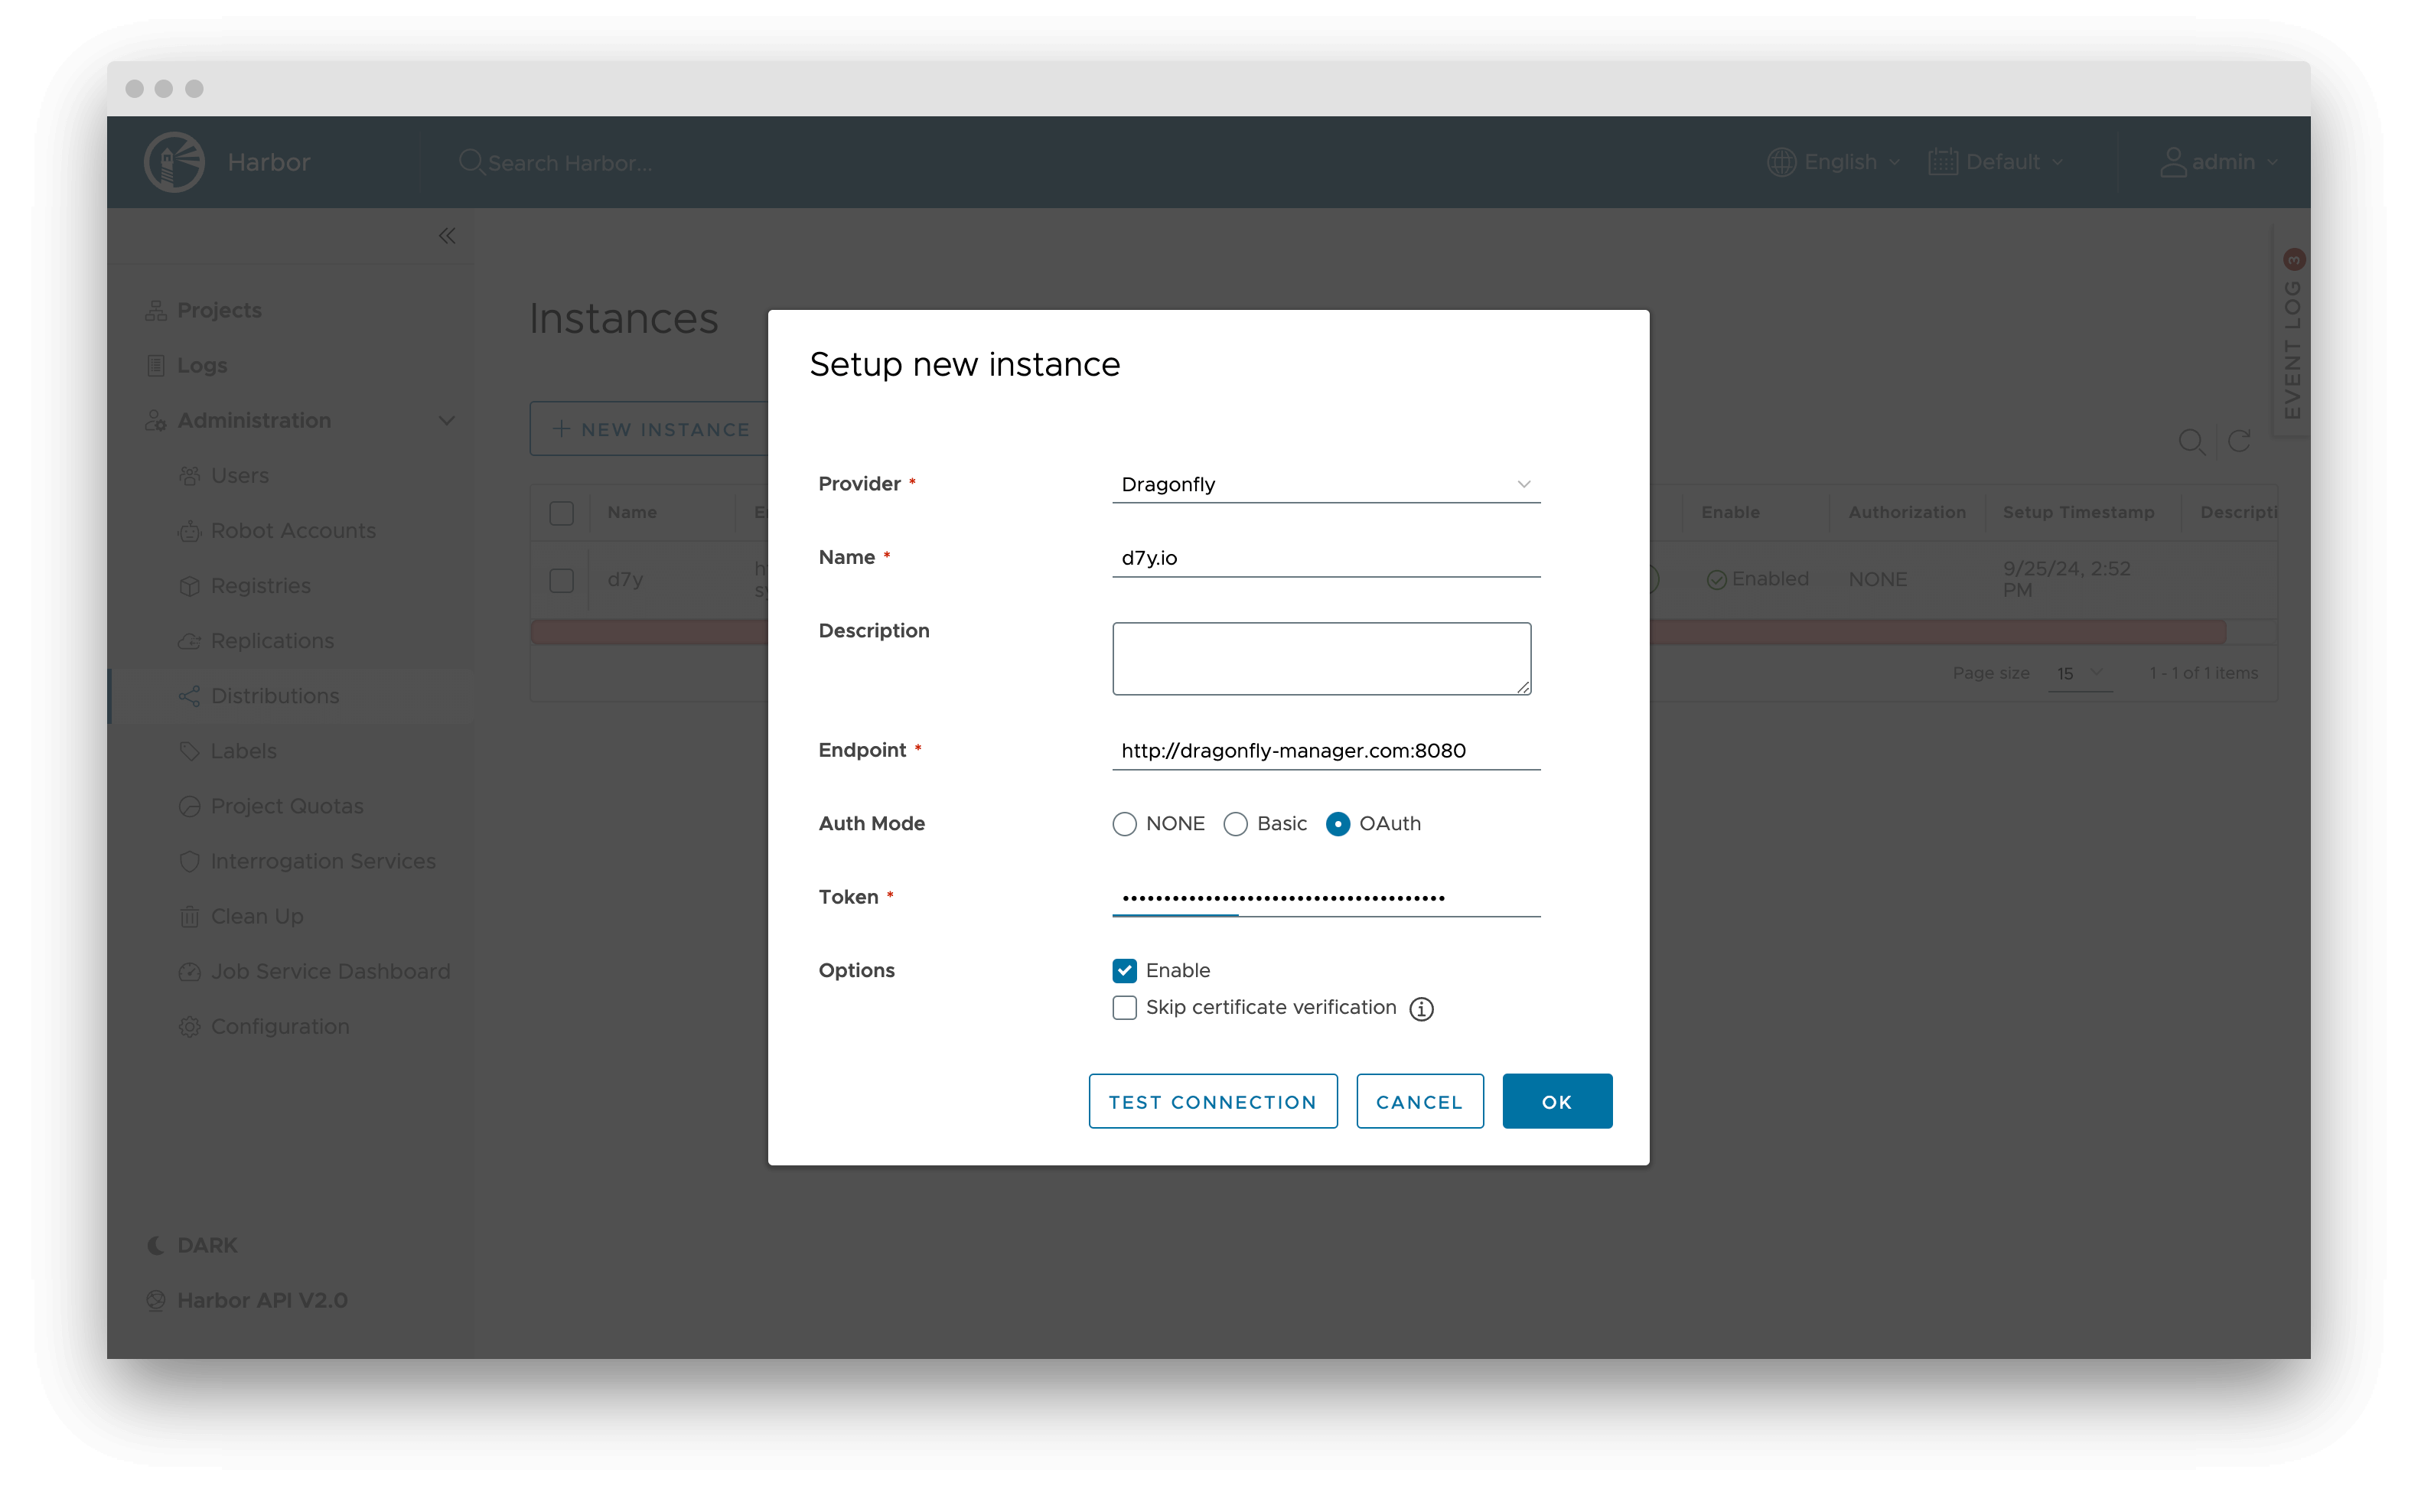 Harbor
Search Harbor...
English
Default
admin
EVENT LOG 3
Projects
Logs
Administration
Users
Robot Accounts
Registries
Replications
Distributions
Labels
Project Quotas
Interrogation Services
Clean Up
Job Service Dashboard
Configuration
DARK
Harbor API V2.0
Instances
+ NEW INSTANCE
Name
Enable
Authorization
Setup Timestamp
Descripti
d7y
Enabled
NONE
9/25/24, 2:52
PM
Page size 15
1 - 1 of 1 items
Setup new instance
Provider *
Dragonfly
Name *
d7y.io
Description
Endpoint *
http://dragonfly-manager.com:8080
Auth Mode
NONE
Basic
OAuth
Token *
Options
Enable
Skip certificate verification
TEST CONNECTION
CANCEL
OK